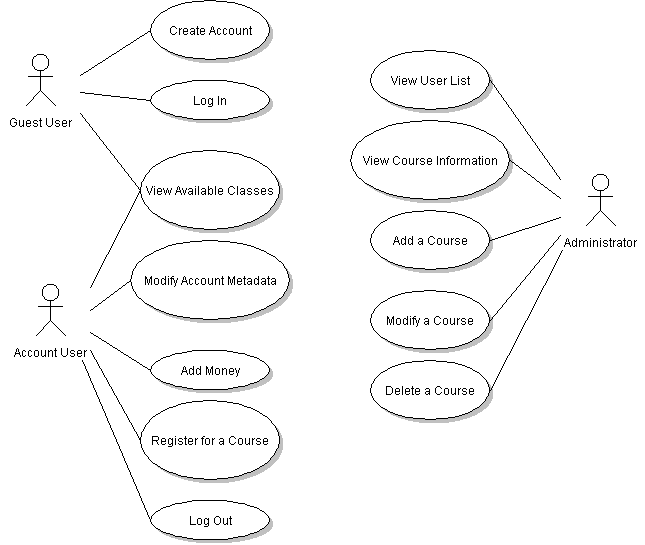 Create Account
Log In
Guest User
View Available Classes
Modify Account Metadata
Account User
Add Money
Register for a Course
Log Out
View User List
View Course Information
Administrator
Add a Course
Modify a Course
Delete a Course